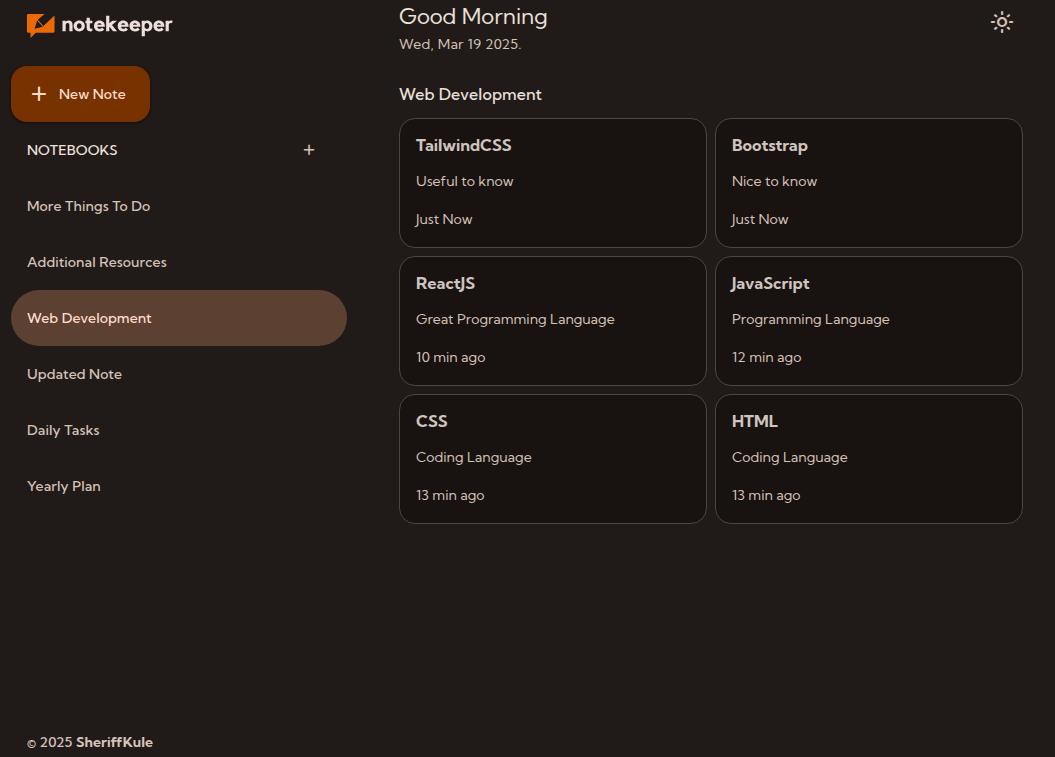 notekeeper
New Note
NOTEBOOKS
More Things To Do
Additional Resources
Web Development
Updated Note
Daily Tasks
Yearly Plan
© 2025 SheriffKule
Good Morning
Wed, Mar 19 2025.
Web Development
TailwindCSS
Useful to know
Just Now
Bootstrap
Nice to know
Just Now
ReactJS
Great Programming Language
10 min ago
JavaScript
Programming Language
12 min ago
CSS
Coding Language
13 min ago
HTML
Coding Language
13 min ago